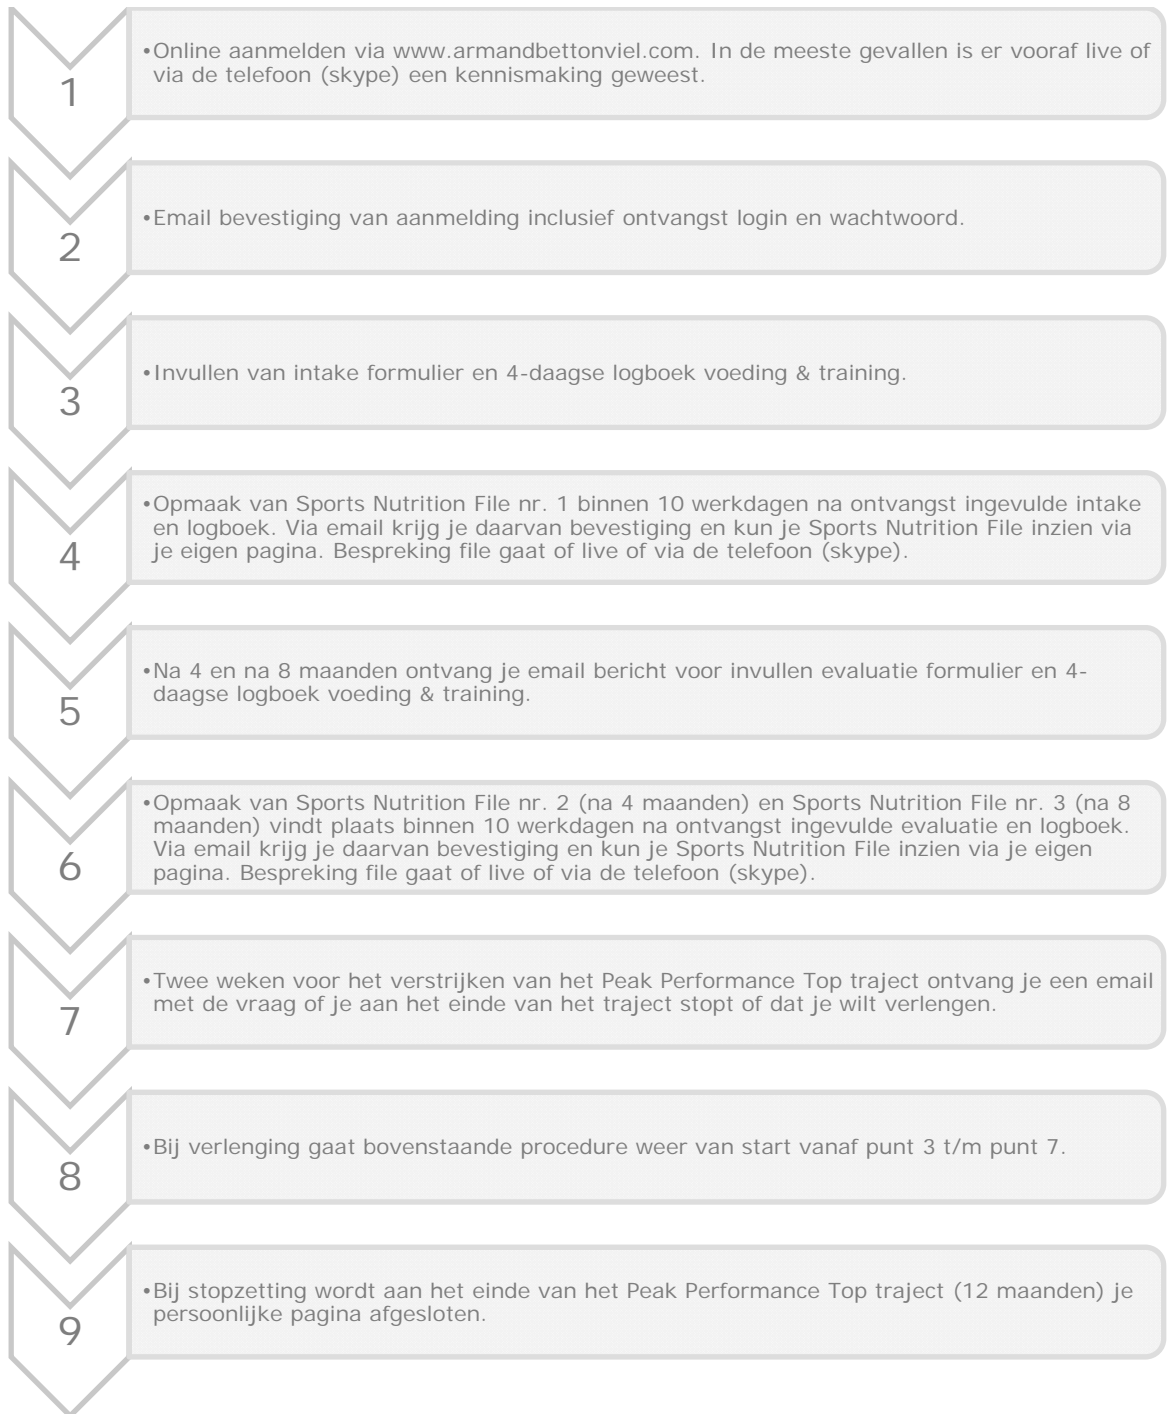 1
•Online aanmelden via www.armandbettonviel.com. In de meeste gevallen is er vooraf live of
via de telefoon (skype) een kennismaking geweest.
2
•Email bevestiging van aanmelding inclusief ontvangst login en wachtwoord.
3
•Invullen van intake formulier en 4-daagse logboek voeding & training.
4
•Opmaak van Sports Nutrition File nr. 1 binnen 10 werkdagen na ontvangst ingevulde intake
en logboek. Via email krijg je daarvan bevestiging en kun je Sports Nutrition File inzien via
je eigen pagina. Bespreking file gaat of live of via de telefoon (skype).
5
•Na 4 en na 8 maanden ontvang je email bericht voor invullen evaluatie formulier en 4-
daagse logboek voeding & training.
6
•Opmaak van Sports Nutrition File nr. 2 (na 4 maanden) en Sports Nutrition File nr. 3 (na 8
maanden) vindt plaats binnen 10 werkdagen na ontvangst ingevulde evaluatie en logboek.
Via email krijg je daarvan bevestiging en kun je Sports Nutrition File inzien via je eigen
pagina. Bespreking file gaat of live of via de telefoon (skype).
7
•Twee weken voor het verstrijken van het Peak Performance Top traject ontvang je een email
met de vraag of je aan het einde van het traject stopt of dat je wilt verlengen.
8
•Bij verlenging gaat bovenstaande procedure weer van start vanaf punt 3 t/m punt 7.
9
•Bij stopzetting wordt aan het einde van het Peak Performance Top traject (12 maanden) je
persoonlijke pagina afgesloten.